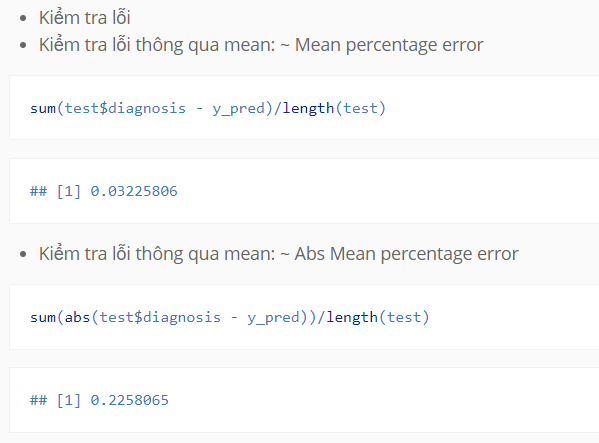 Kiểm tra lỗi
Kiểm tra lỗi thông qua mean: ~ Mean percentage error
sum(test$diagnosis - y_pred)/length(test)
## [1] 0.03225806
Kiểm tra lỗi thông qua mean: ~ Abs Mean percentage error
sum(abs(test$diagnosis - y_pred))/length(test)
## [1] 0.2258065